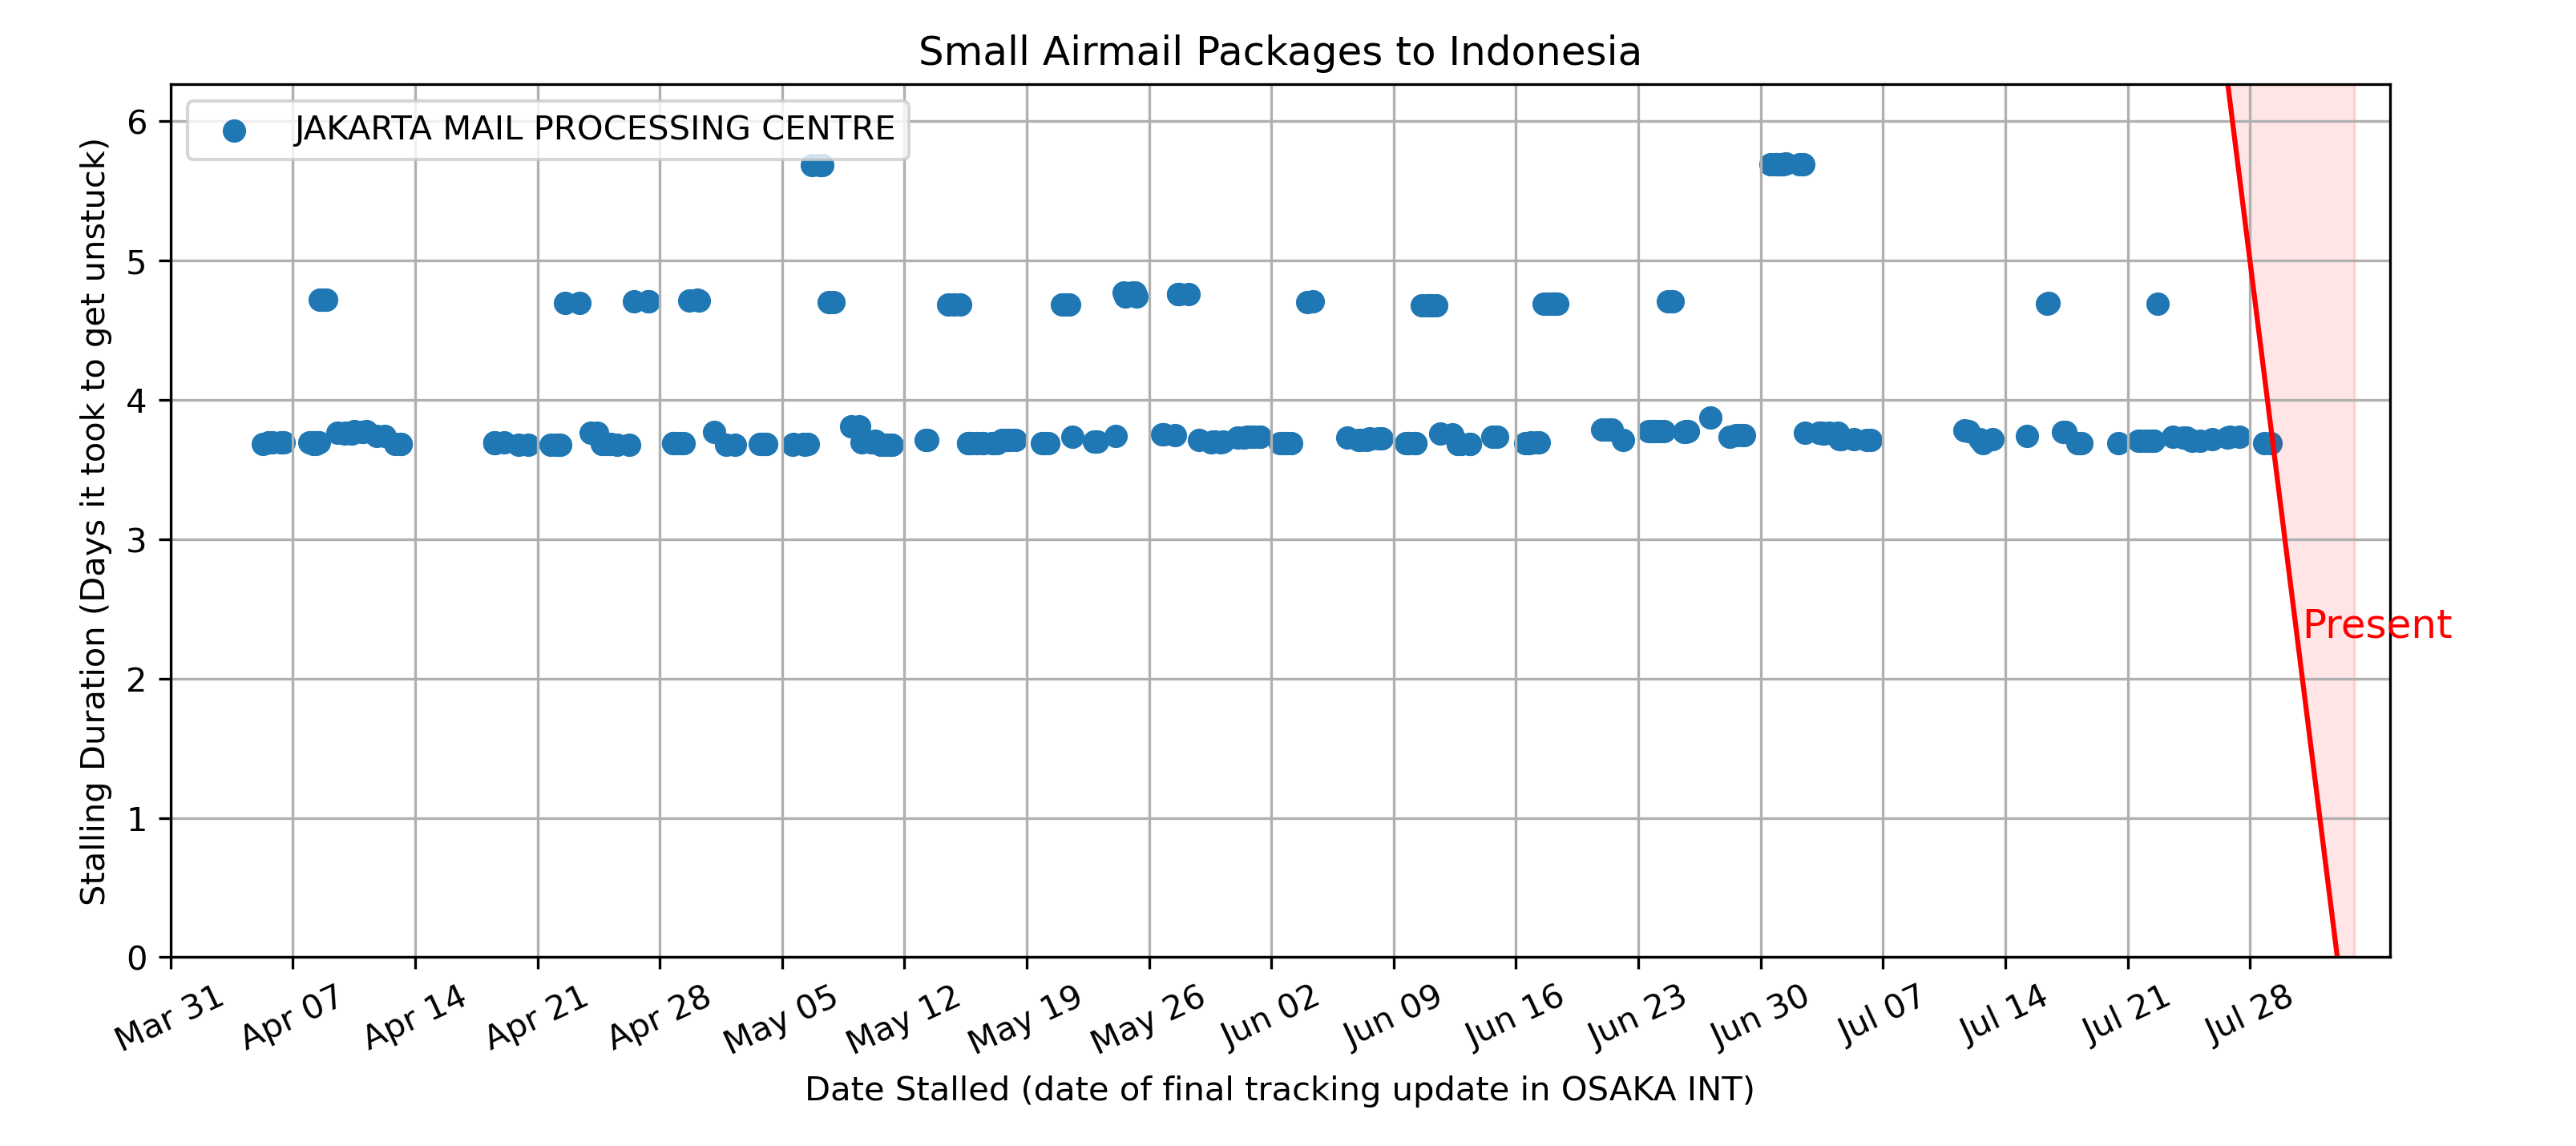 Small Airmail Packages to Indonesia
JAKARTA MAIL PROCESSING CENTRE
Stalling Duration (Days it took to get unstuck)
6
5
4
3
2
1
0
Present
Mar 31
Apr 07
Apr 14
Apr 21
Apr 28
May 05
May 12
May 19
May 26
Jun 02
Jun 09
Jun 16
Jun 23
Jun 30
Jul 07
Jul 14
Jul 21
Jul 28
Date Stalled (date of final tracking update in OSAKA INT)